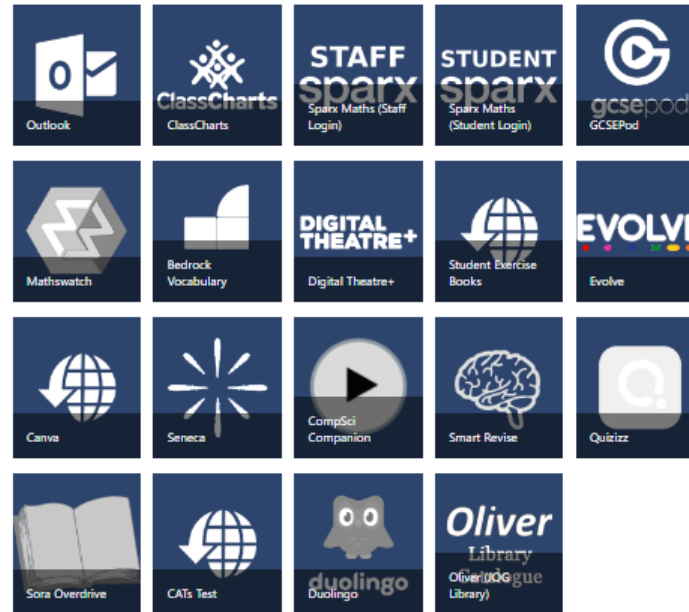 Outlook
ClassCharts
ClassCharts
STAFF
sparx
Sparx Maths (Staff
Login)
STUDENT
sparx
Sparx Maths
(Student Login)
gcsepod
GCSEPod
Mathswatch
Bedrock
Vocabulary
DIGITAL
THEATRE+
Digital Theatre+
Student Exercise
Books
EVOLVE
Evolve
Canva
Seneca
CompSci
Companion
Smart Revise
Quizizz
Sora Overdrive
CATs Test
duolingo
Duolingo
Oliver
Library
Catalogue
Oliver (JOG
Library)